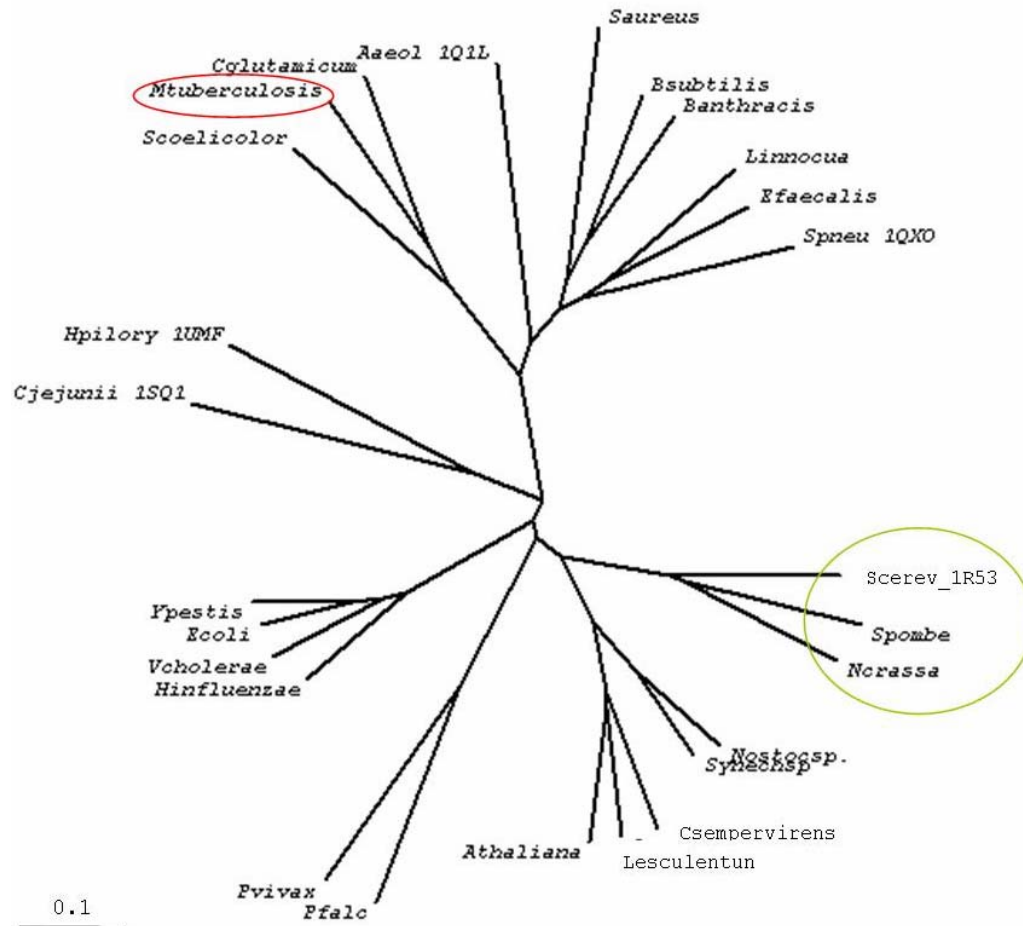 Saureus
Aaeol 1Q1L
Cglutamicum
Mtuberculosis
Bsubtilis
Banthracis
Scoelicolor
Linnocua
Efaecalis
Spneu 1QXO
Hpilory 1UMF
Cjejunii 1SQ1
Scerev_1R53
Ypestis
Ecoli
Spombe
Vcholerae
Ncrassa
Hinfluenzae
Nostocsp.
Synechsp
Csempervirens
Athaliana
Lesculentun
Pvivax
Pfalc
0.1